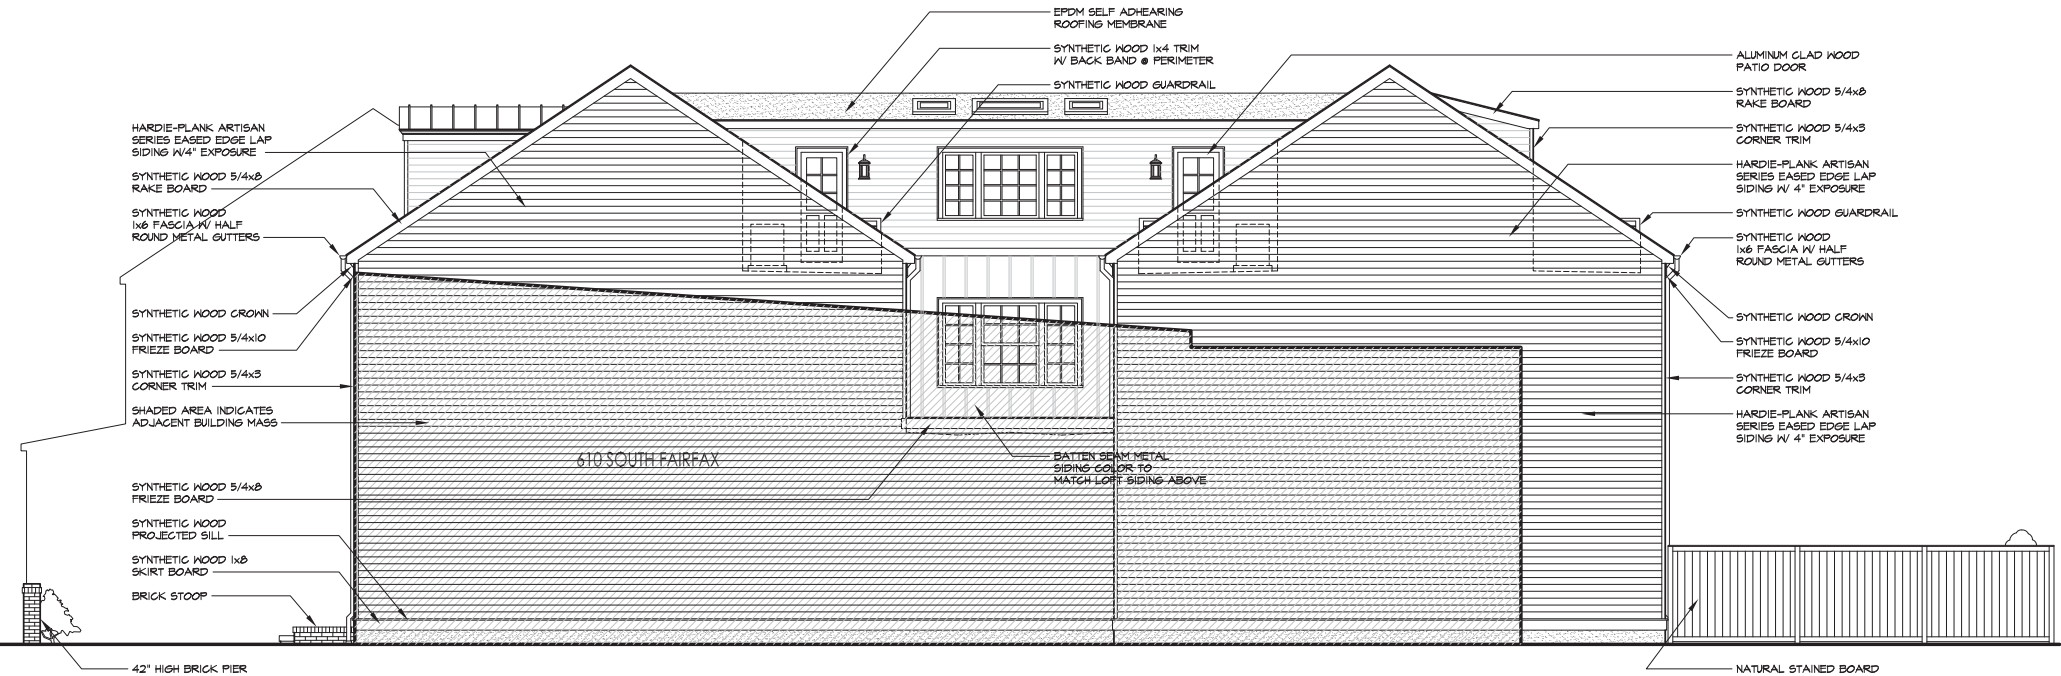 EPDM SELF ADHEARING
ROOFING MEMBRANE
SYNTHETIC WOOD 1x4 TRIM
W/ BACK BAND @ PERIMETER
SYNTHETIC WOOD GUARDRAIL
HARDIE-PLANK ARTISAN
SERIES EASED EDGE LAP
SIDING W/4" EXPOSURE
SYNTHETIC WOOD 5/4x8
RAKE BOARD
SYNTHETIC WOOD
1x6 FASCIA W/ HALF
ROUND METAL GUTTERS
SYNTHETIC WOOD CROWN
SYNTHETIC WOOD 5/4x10
FRIEZE BOARD
SYNTHETIC WOOD 5/4x3
CORNER TRIM
SHADED AREA INDICATES
ADJACENT BUILDING MASS
610 SOUTH FAIRFAX
SYNTHETIC WOOD 5/4x8
FRIEZE BOARD
SYNTHETIC WOOD
PROJECTED SILL
SYNTHETIC WOOD 1x8
SKIRT BOARD
BRICK STOOP
42" HIGH BRICK PIER
BATTEN SEAM METAL
SIDING COLOR TO
MATCH LOFT SIDING ABOVE
ALUMINUM CLAD WOOD
PATIO DOOR
SYNTHETIC WOOD 5/4x8
RAKE BOARD
SYNTHETIC WOOD 5/4x3
CORNER TRIM
HARDIE-PLANK ARTISAN
SERIES EASED EDGE LAP
SIDING W/ 4" EXPOSURE
SYNTHETIC WOOD GUARDRAIL
SYNTHETIC WOOD
1x6 FASCIA W/ HALF
ROUND METAL GUTTERS
SYNTHETIC WOOD CROWN
SYNTHETIC WOOD 5/4x10
FRIEZE BOARD
SYNTHETIC WOOD 5/4x3
CORNER TRIM
HARDIE-PLANK ARTISAN
SERIES EASED EDGE LAP
SIDING W/ 4" EXPOSURE
NATURAL STAINED BOARD